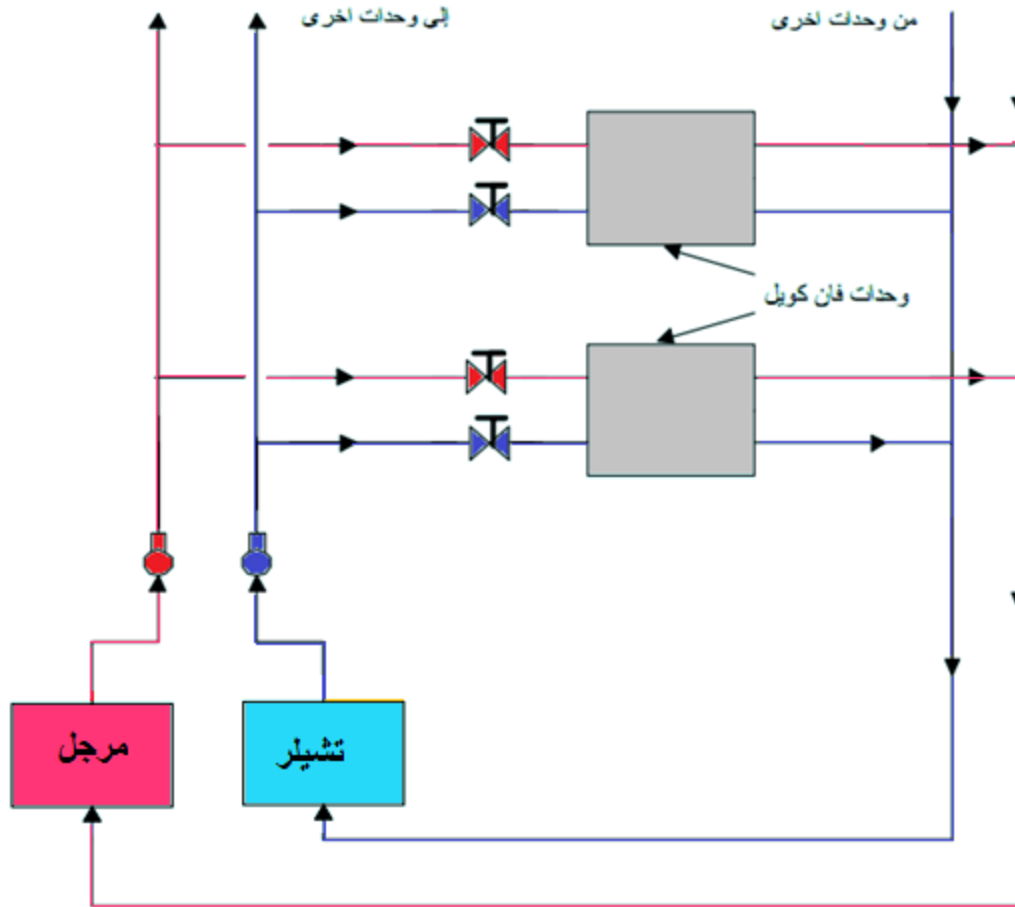 إلى وحدات اخرى
من وحدات اخرى
وحدات فان كويل
مرجل
تشيلر